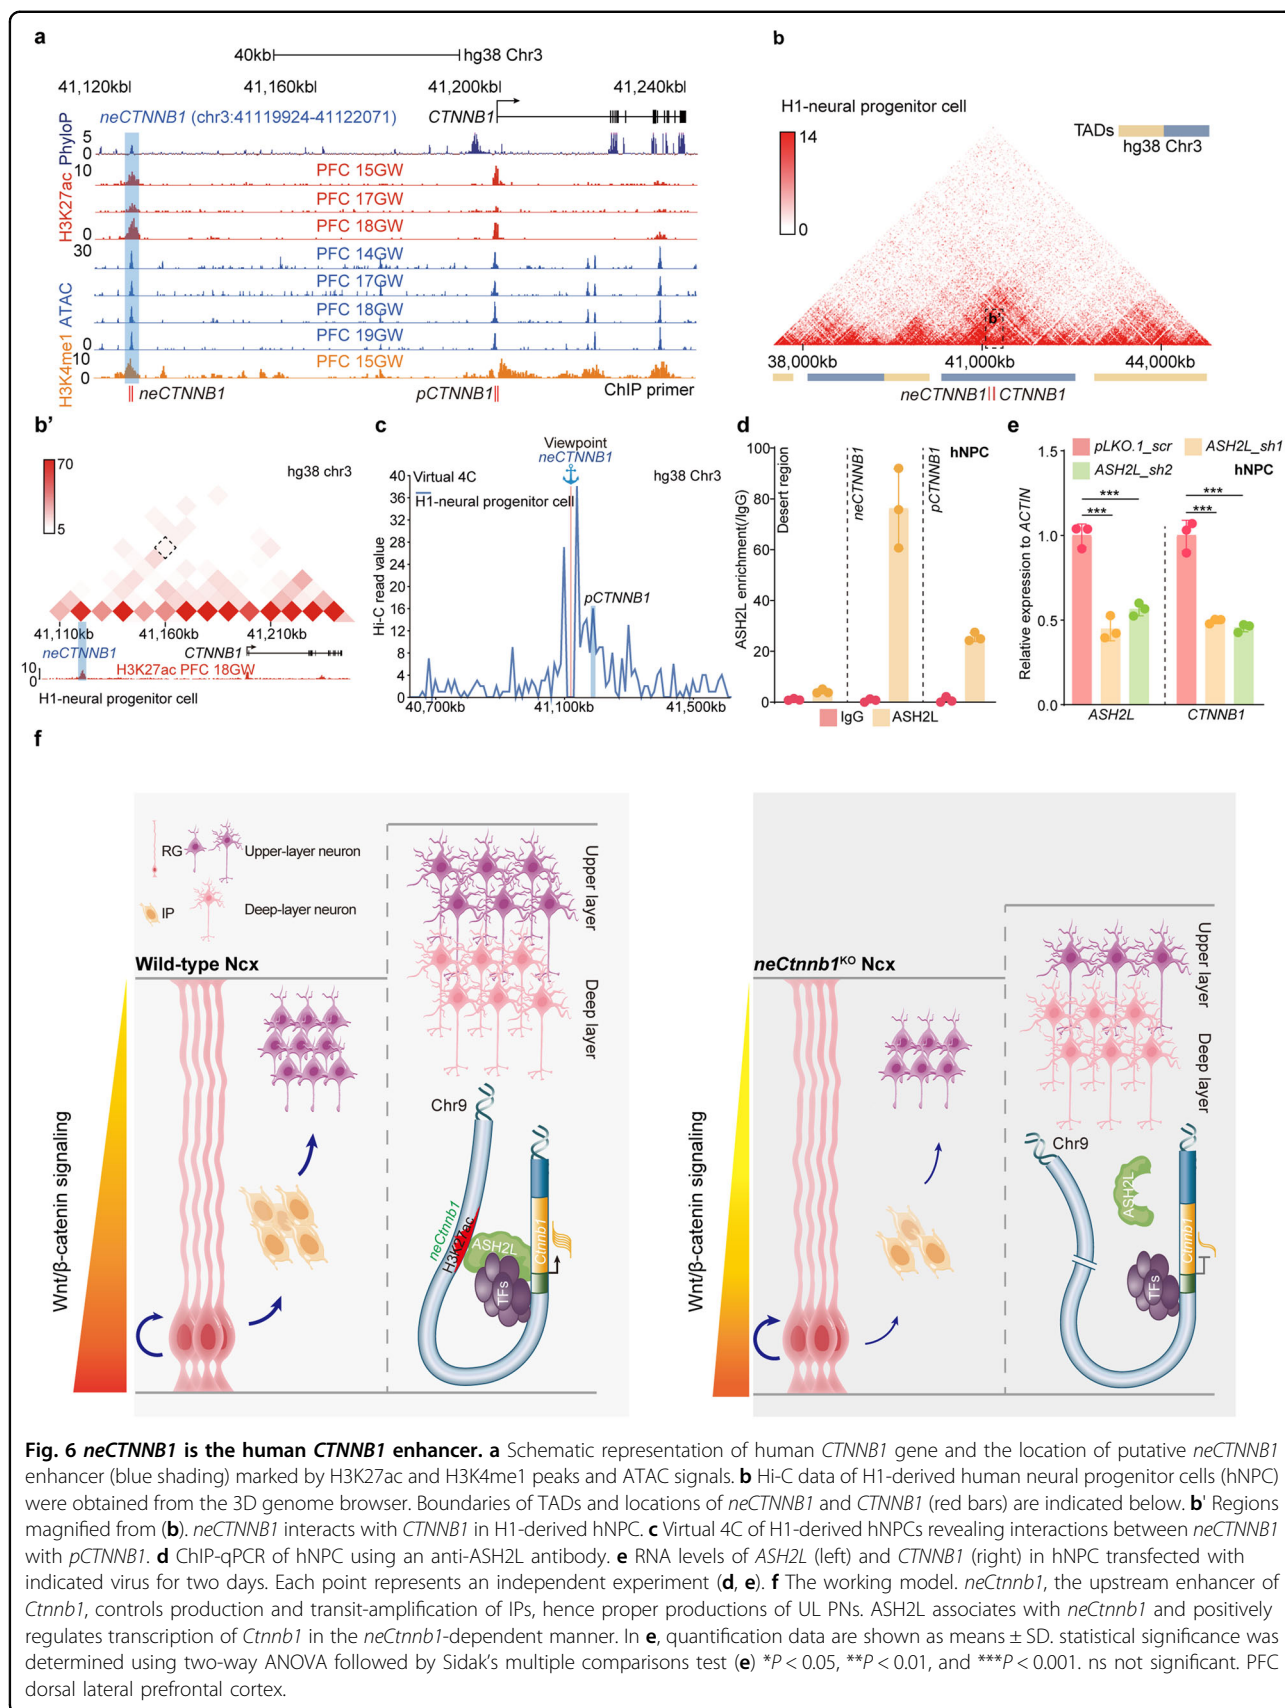 a
40kb
hg38 Chr3
41,120kb
41,160kb
41,200kb
41,240kb
neCTNNB1 (chr3:41119924-41122071)
CTNNB1
PhyloP
5
0
H3K27ac
10
0
PFC 15GW
PFC 17GW
PFC 18GW
ATAC
30
0
PFC 14GW
PFC 17GW
PFC 18GW
PFC 19GW
H3K4me1
10
0
PFC 15GW
neCTNNB1
pCTNNB1
ChIP primer
b
H1-neural progenitor cell
14
0
TADs
hg38 Chr3
b'
38,000kb
41,000kb
44,000kb
neCTNNB1
CTNNB1
b'
70
5
hg38 chr3
41,110kb
41,160kb
41,210kb
neCTNNB1
CTNNB1
10
0
H3K27ac PFC 18GW
H1-neural progenitor cell
c
Viewpoint
neCTNNB1
Virtual 4C
hg38 Chr3
H1-neural progenitor cell
Hi-C read value
40
36
32
28
24
20
16
12
8
4
0
pCTNNB1
40,700kb
41,100kb
41,500kb
d
ASH2L enrichment(/IgG)
100
80
60
40
20
0
Desert region
neCTNNB1
pCTNNB1
hNPC
IgG
ASH2L
e
pLKO.1_scr
ASH2L_sh1
ASH2L_sh2
hNPC
Relative expression to ACTIN
1.5
1.0
0.5
0.0
***
***
***
***
ASH2L
CTNNB1
f
RG
Upper-layer neuron
IP
Deep-layer neuron
Wild-type Ncx
Wnt/β-catenin signaling
Upper layer
Deep layer
Chr9
neCtnnb1
H3K27ac
ASH2L
TFs
Ctnnb1
neCtnnb1KO Ncx
Wnt/β-catenin signaling
Upper layer
Deep layer
Chr9
ASH2L
TFs
Ctnnb1
Fig. 6 neCTNNB1 is the human CTNNB1 enhancer. a Schematic representation of human CTNNB1 gene and the location of putative neCTNNB1
enhancer (blue shading) marked by H3K27ac and H3K4me1 peaks and ATAC signals. b Hi-C data of H1-derived human neural progenitor cells (hNPC)
were obtained from the 3D genome browser. Boundaries of TADs and locations of neCTNNB1 and CTNNB1 (red bars) are indicated below. b' Regions
magnified from (b). neCTNNB1 interacts with CTNNB1 in H1-derived hNPC. c Virtual 4C of H1-derived hNPCs revealing interactions between neCTNNB1
with pCTNNB1. d ChIP-qPCR of hNPC using an anti-ASH2L antibody. e RNA levels of ASH2L (left) and CTNNB1 (right) in hNPC transfected with
indicated virus for two days. Each point represents an independent experiment (d, e). f The working model. neCtnnb1, the upstream enhancer of
Ctnnb1, controls production and transit-amplification of IPs, hence proper productions of UL PNs. ASH2L associates with neCtnnb1 and positively
regulates transcription of Ctnnb1 in the neCtnnb1-dependent manner. In e, quantification data are shown as means ± SD. statistical significance was
determined using two-way ANOVA followed by Sidak's multiple comparisons test (e) *P < 0.05, **P < 0.01, and ***P < 0.001. ns not significant. PFC
dorsal lateral prefrontal cortex.